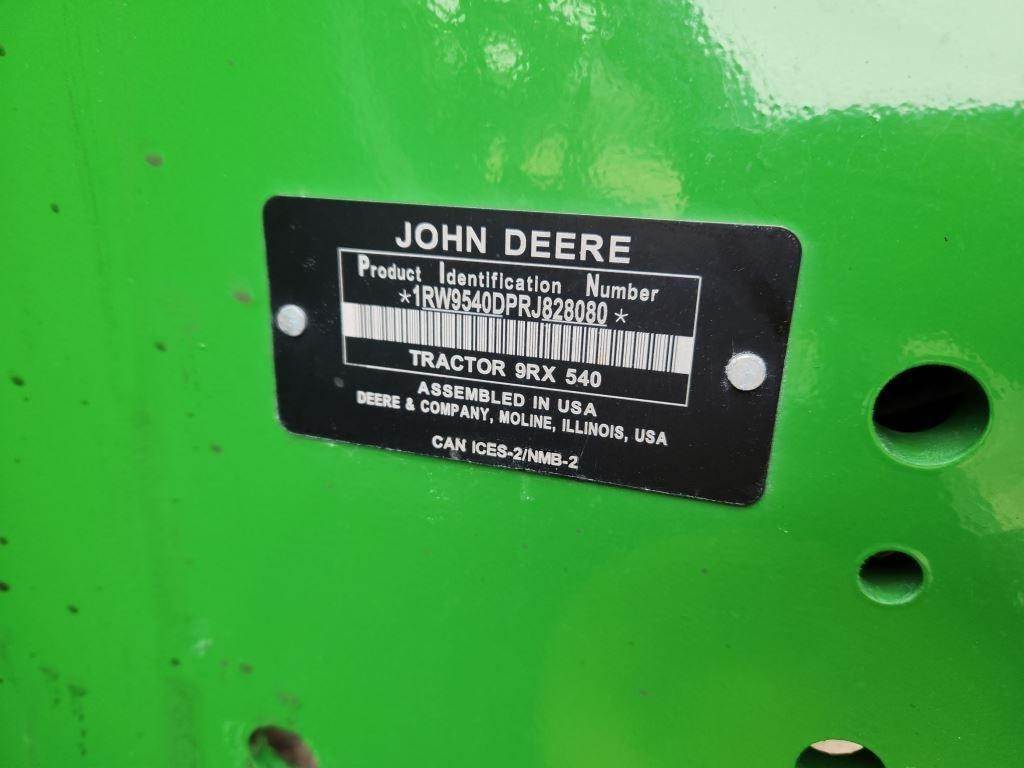 JOHN DEERE
Product Identification Number
*1RW9540DPRJ828080*
TRACTOR 9RX 540
ASSEMBLED IN USA
DEERE & COMPANY, MOLINE, ILLINOIS, USA
CAN ICES-2/NMB-2